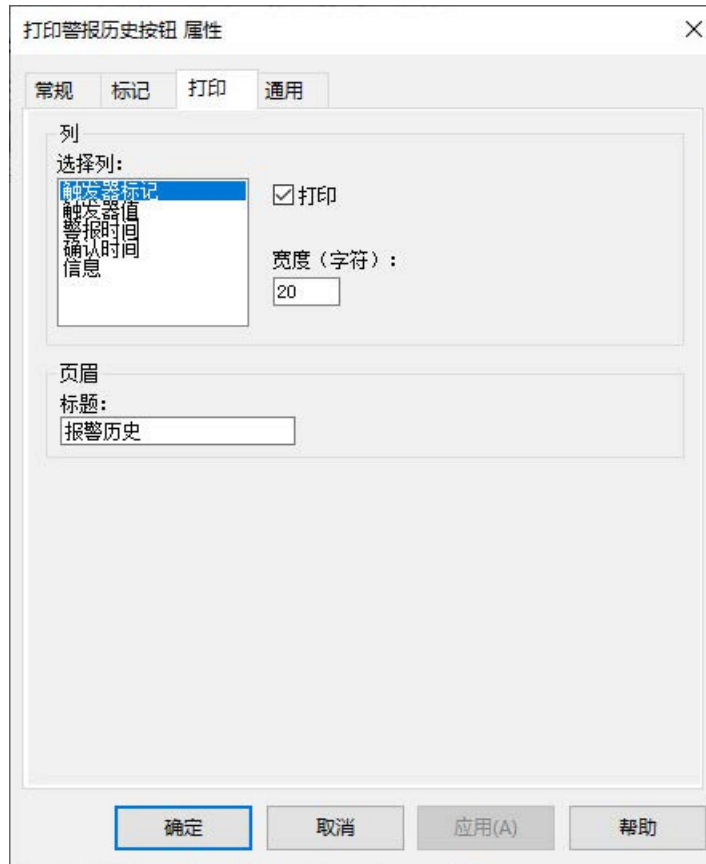 打印警报历史按钮 属性
常规 标记 打印 通用
列
选择列:
触发器标记
触发器值
警报时间
确认时间
信息
打印
宽度（字符）:
20
页眉
标题:
报警历史
确定 取消 应用(A) 帮助